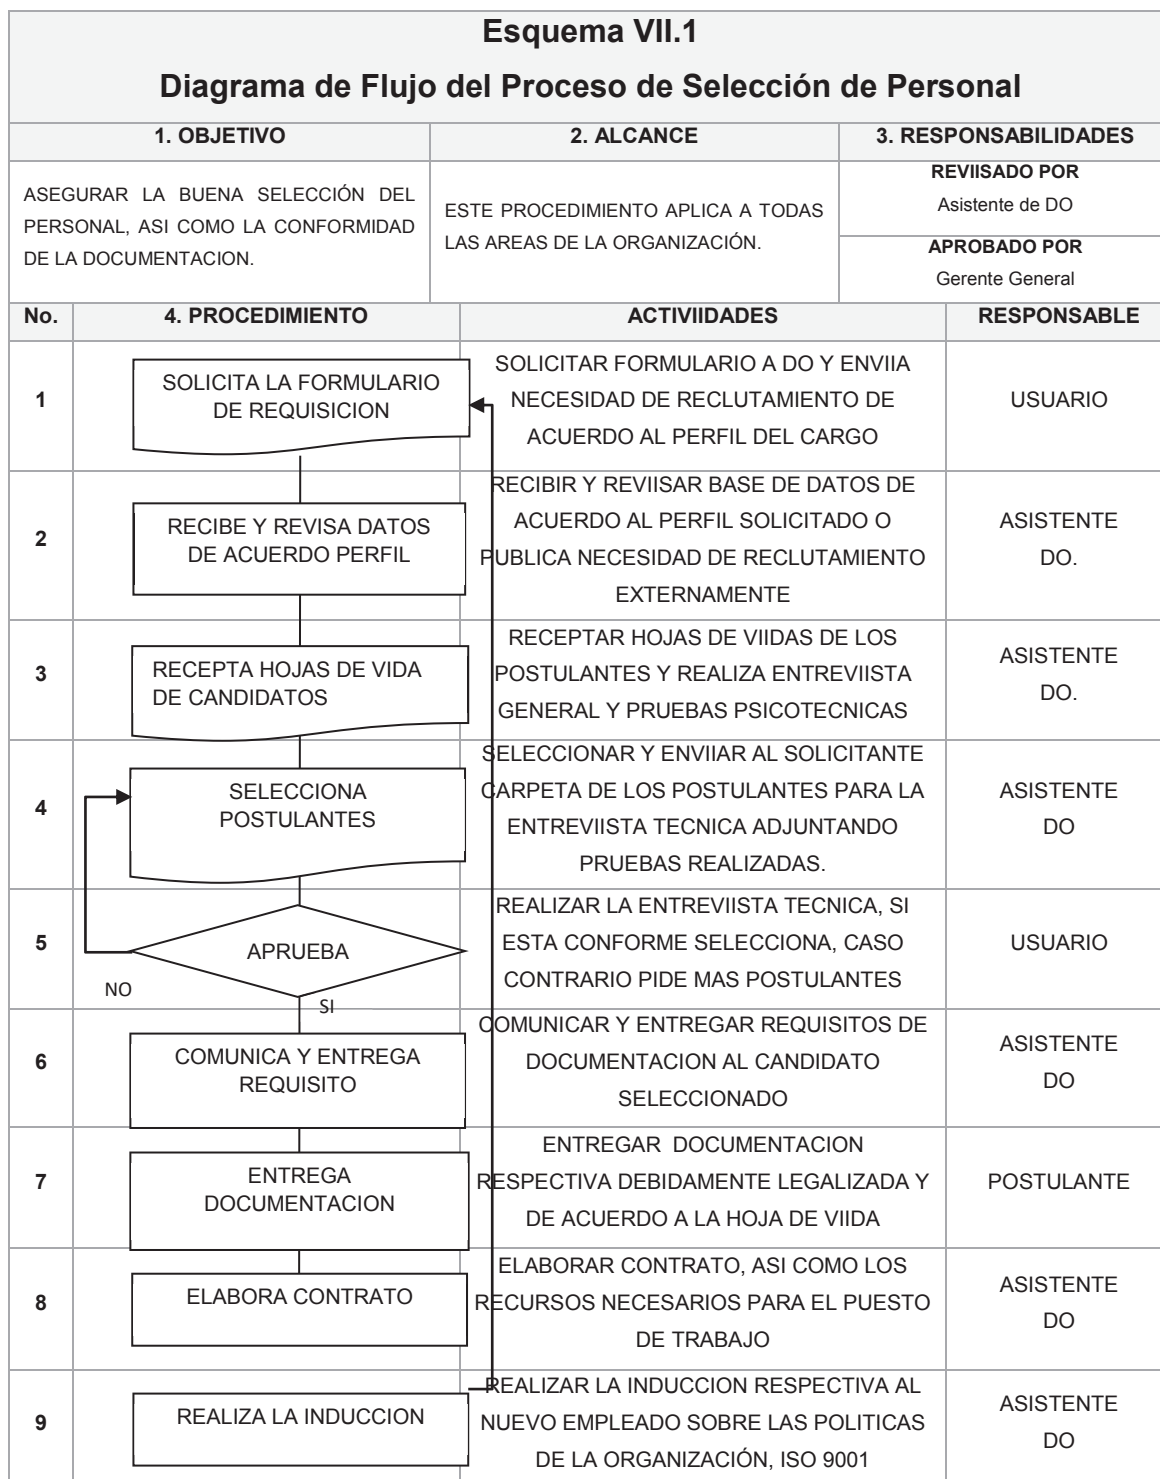 Esquema VII.1
Diagrama de Flujo del Proceso de Selección de Personal
1. OBJETIVO
2. ALCANCE
3. RESPONSABILIDADES
ASEGURAR LA BUENA SELECCIÓN DEL
PERSONAL, ASI COMO LA CONFORMIDAD
DE LA DOCUMENTACION.
ESTE PROCEDIMIENTO APLICA A TODAS
LAS AREAS DE LA ORGANIZACIÓN.
REVIISADO POR
Asistente de DO
APROBADO POR
Gerente General
No.
4. PROCEDIMIENTO
ACTIVIIDADES
RESPONSABLE
1
SOLICITA LA FORMULARIO
DE REQUISICION
SOLICITAR FORMULARIO A DO Y ENVIIA
NECESIDAD DE RECLUTAMIENTO DE
ACUERDO AL PERFIL DEL CARGO
USUARIO
2
RECIBE Y REVISA DATOS
DE ACUERDO PERFIL
RECIBIR Y REVIISAR BASE DE DATOS DE
ACUERDO AL PERFIL SOLICITADO O
PUBLICA NECESIDAD DE RECLUTAMIENTO
EXTERNAMENTE
ASISTENTE
DO.
3
RECEPTA HOJAS DE VIDA
DE CANDIDATOS
RECEPTAR HOJAS DE VIIDAS DE LOS
POSTULANTES Y REALIZA ENTREVIISTA
GENERAL Y PRUEBAS PSICOTECNICAS
ASISTENTE
DO.
4
SELECCIONA
POSTULANTES
SELECCIONAR Y ENVIIAR AL SOLICITANTE
CARPETA DE LOS POSTULANTES PARA LA
ENTREVIISTA TECNICA ADJUNTANDO
PRUEBAS REALIZADAS.
ASISTENTE
DO
5
APRUEBA
NO
SI
REALIZAR LA ENTREVIISTA TECNICA, SI
ESTA CONFORME SELECCIONA, CASO
CONTRARIO PIDE MAS POSTULANTES
USUARIO
6
COMUNICA Y ENTREGA
REQUISITO
COMUNICAR Y ENTREGAR REQUISITOS DE
DOCUMENTACION AL CANDIDATO
SELECCIONADO
ASISTENTE
DO
7
ENTREGA
DOCUMENTACION
ENTREGAR DOCUMENTACION
RESPECTIVA DEBIDAMENTE LEGALIZADA Y
DE ACUERDO A LA HOJA DE VIIDA
POSTULANTE
8
ELABORA CONTRATO
ELABORAR CONTRATO, ASI COMO LOS
RECURSOS NECESARIOS PARA EL PUESTO
DE TRABAJO
ASISTENTE
DO
9
REALIZA LA INDUCCION
REALIZAR LA INDUCCION RESPECTIVA AL
NUEVO EMPLEADO SOBRE LAS POLITICAS
DE LA ORGANIZACIÓN, ISO 9001
ASISTENTE
DO